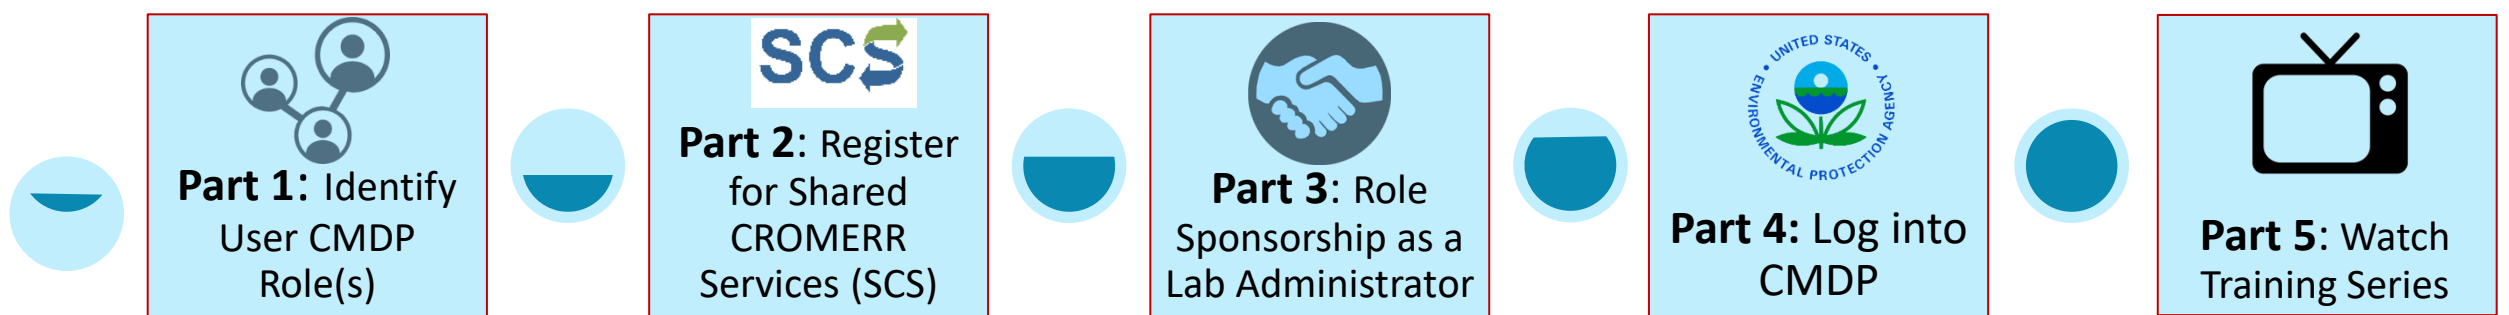 Part 1: Identify
User CMDP
Role(s)
SCS
Part 2: Register
for Shared
CROMERR
Services (SCS)
Part 3: Role
Sponsorship as a
Lab Administrator
UNITED STATES • ENVIRONMENTAL PROTECTION AGENCY •
Part 4: Log into
CMDP
Part 5: Watch
Training Series